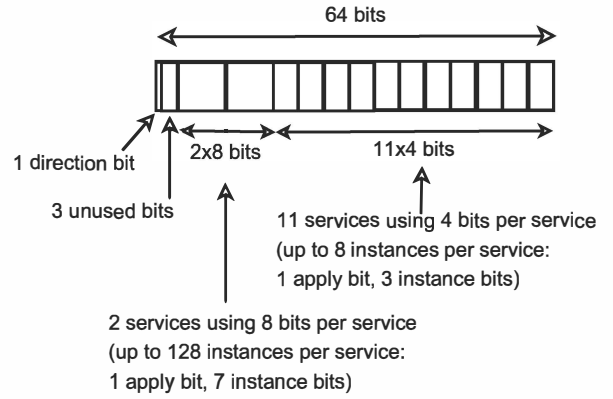 64 bits
2x8 bits
11x4 bits
1 direction bit
3 unused bits
11 services using 4 bits per service
(up to 8 instances per service:
1 apply bit, 3 instance bits)
2 services using 8 bits per service
(up to 128 instances per service:
1 apply bit, 7 instance bits)